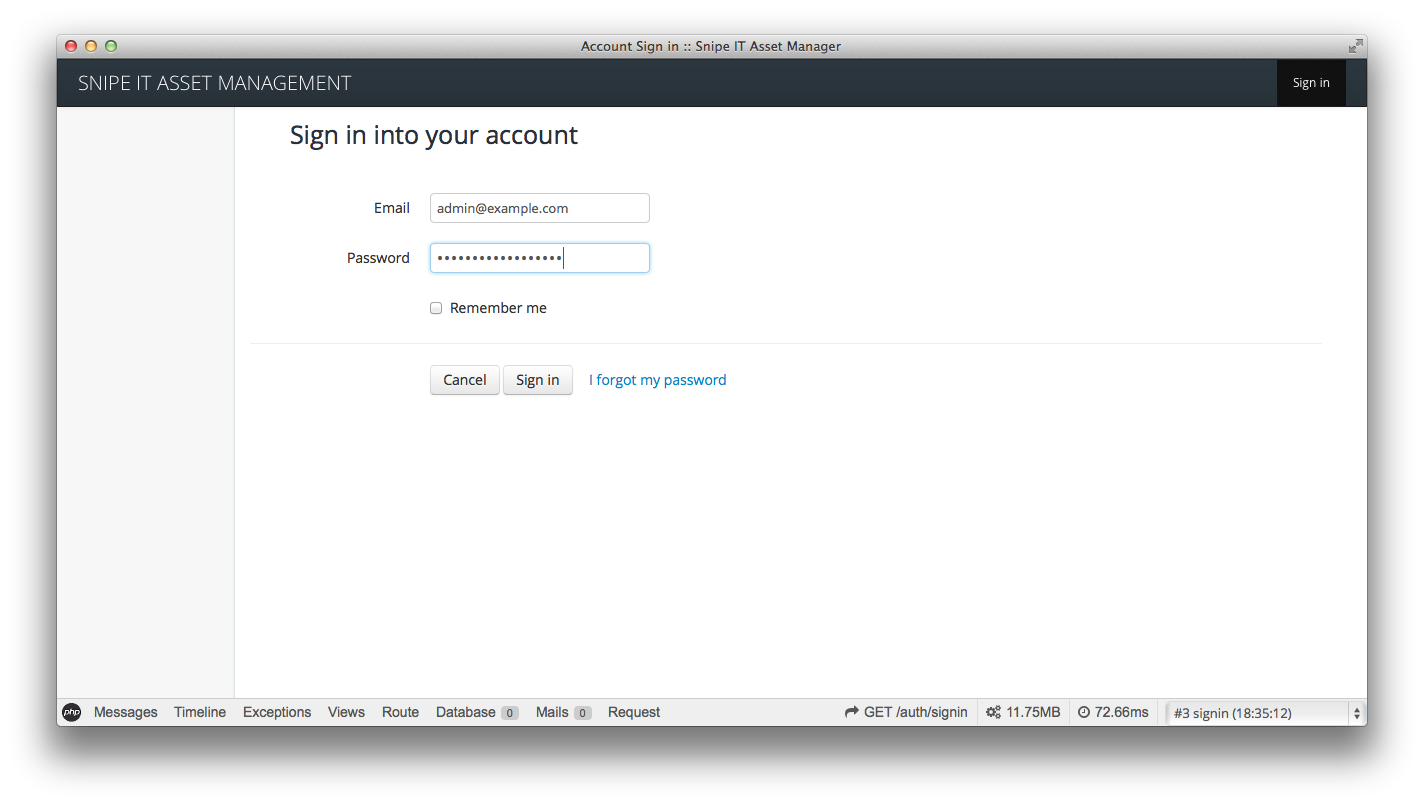 Account Sign in :: Snipe IT Asset Manager
SNIPE IT ASSET MANAGEMENT
Sign in
Sign in into your account
Email
admin@example.com
Password
••••••••••••••••••
Remember me
Cancel
Sign in
I forgot my password
php
Messages
Timeline
Exceptions
Views
Route
Database 0
Mails 0
Request
GET /auth/signin
11.75MB
72.66ms
#3 signin (18:35:12)